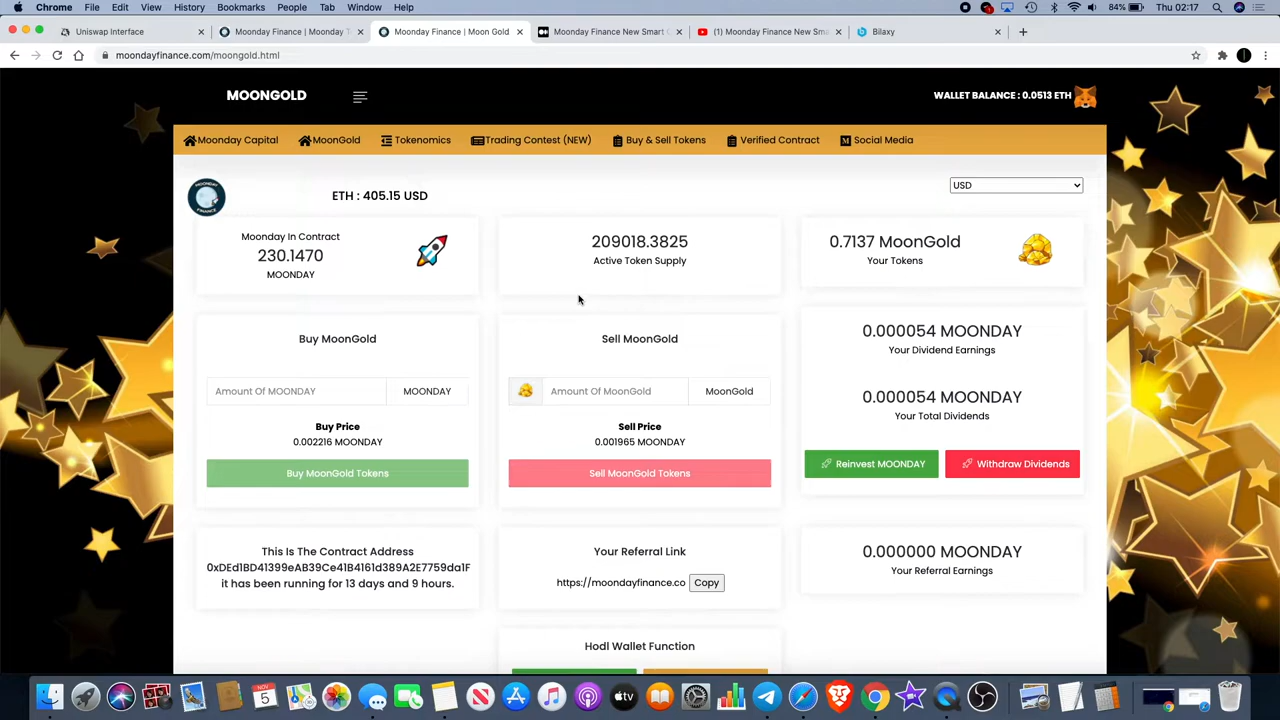 Chrome File Edit View History Bookmarks People Tab Window Help 84% Thu 02:17
Uniswap Interface
Moonday Finance | Moonday T
Moonday Finance | Moon Gold
Moonday Finance New Smart C
(1) Moonday Finance New Sma
Bilaxy
moondayfinance.com/moongold.html
MOONGOLD
WALLET BALANCE : 0.0513 ETH
Moonday Capital MoonGold Tokenomics Trading Contest (NEW) Buy & Sell Tokens Verified Contract Social Media
MOONDAY
FINANCE
ETH : 405.15 USD
USD
Moonday In Contract
230.1470
MOONDAY
209018.3825
Active Token Supply
0.7137 MoonGold
Your Tokens
Buy MoonGold
Amount Of MOONDAY MOONDAY
Buy Price
0.002216 MOONDAY
Buy MoonGold Tokens
Sell MoonGold
Amount Of MoonGold MoonGold
Sell Price
0.001965 MOONDAY
Sell MoonGold Tokens
0.000054 MOONDAY
Your Dividend Earnings
0.000054 MOONDAY
Your Total Dividends
Reinvest MOONDAY Withdraw Dividends
This Is The Contract Address
0xDEd1BD41399eAB39Ce41B4161d389A2E7759da1F
it has been running for 13 days and 9 hours.
Your Referral Link
https://moondayfinance.co Copy
0.000000 MOONDAY
Your Referral Earnings
Hodl Wallet Function
NOV
5